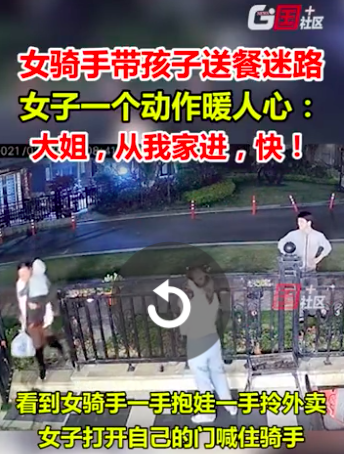 G国+
社区
女骑手带孩子送餐迷路
女子一个动作暖人心：
大姐，从我家进，快！
G国+
社区
看到女骑手一手抱娃一手拎外卖
女子打开自己的门喊住骑手